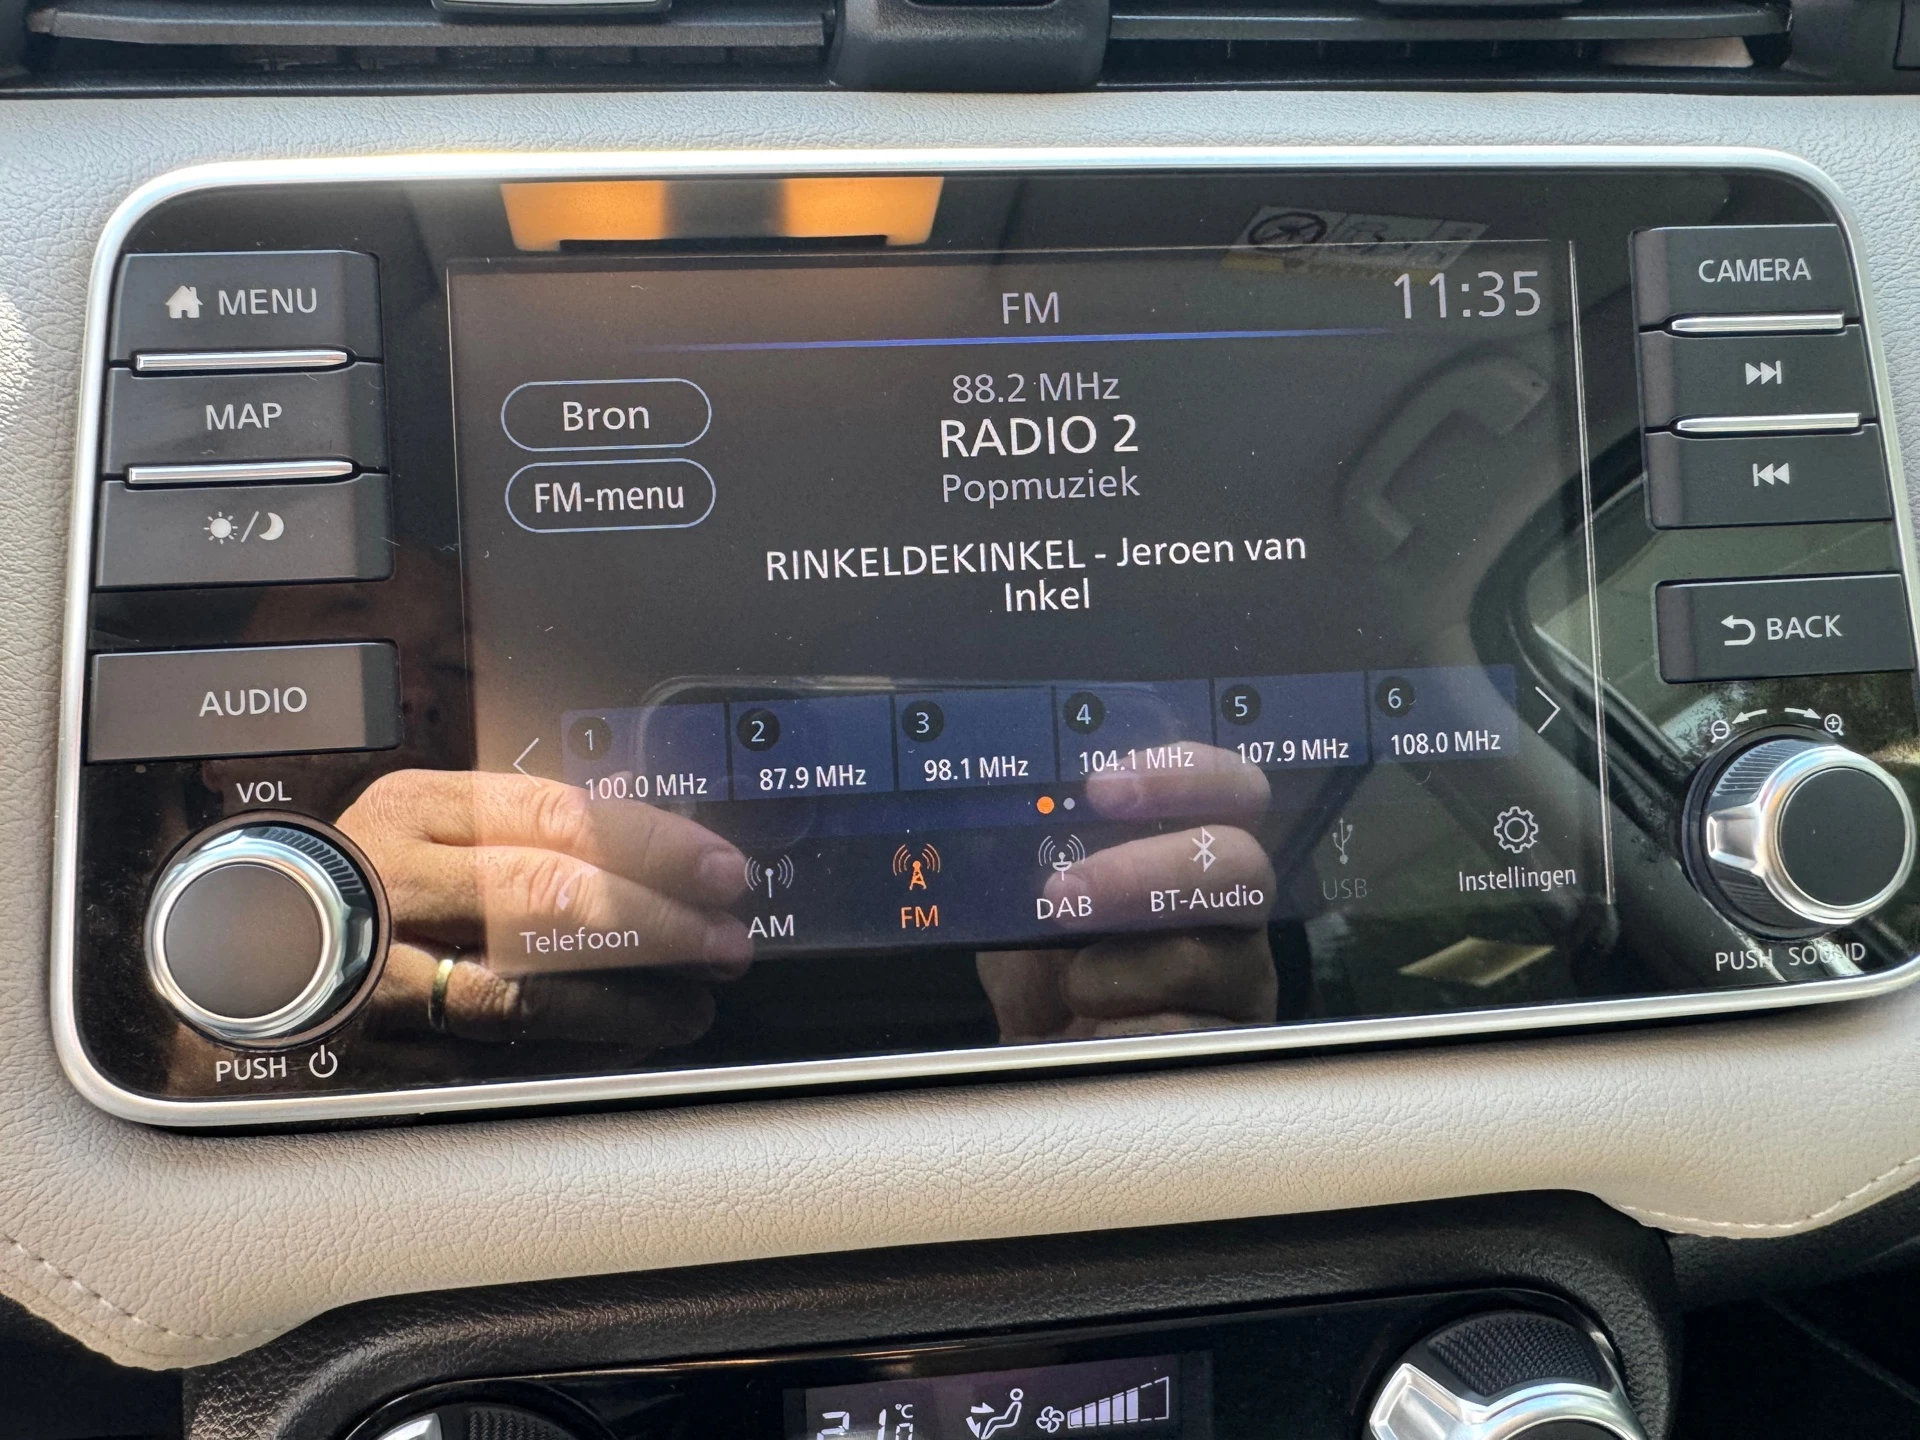 MENU
MAP
AUDIO
VOL
PUSH
FM
11:35
Bron
FM-menu
88.2 MHz
RADIO 2
Popmuziek
RINKELDEKINKEL - Jeroen van
Inkel
1
100.0 MHz
2
87.9 MHz
3
98.1 MHz
4
104.1 MHz
5
107.9 MHz
6
108.0 MHz
Telefoon
AM
FM
DAB
BT-Audio
USB
Instellingen
CAMERA
BACK
PUSH SOUND
°C